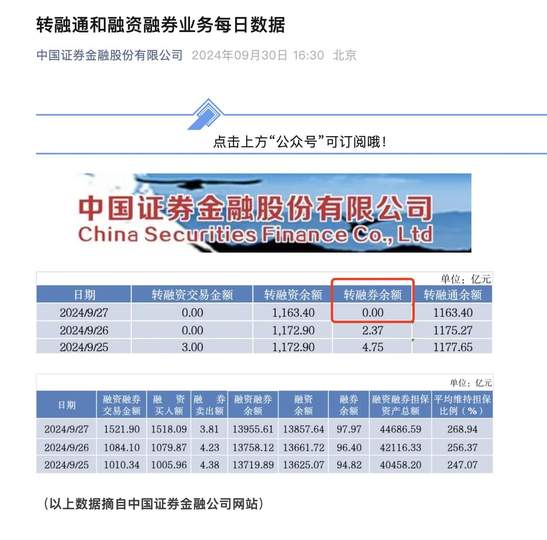 转融通和融资融券业务每日数据
中国证券金融股份有限公司 2024年09月30日 16:30 北京
点击上方“公众号”可订阅哦!
中国证券金融股份有限公司
China Securities Finance Co., Ltd
单位: 亿元
日期 转融资交易金额 转融资余额 转融券余额 转融通余额
2024/9/27 0.00 1,163.40 0.00 1163.40
2024/9/26 0.00 1,172.90 2.37 1175.27
2024/9/25 3.00 1,172.90 4.75 1177.65
单位: 亿元
日期 融资融券交易金额 融资买入额 融券卖出额 融资融券余额 融资余额 融券余额 融资融券担保资产总额 平均维持担保比例(%)
2024/9/27 1521.90 1518.09 3.81 13955.61 13857.64 97.97 44686.59 268.94
2024/9/26 1084.10 1079.87 4.23 13758.12 13661.72 96.40 42116.33 256.37
2024/9/25 1010.34 1005.96 4.38 13719.89 13625.07 94.82 40458.20 247.07
(以上数据摘自中国证券金融公司网站)